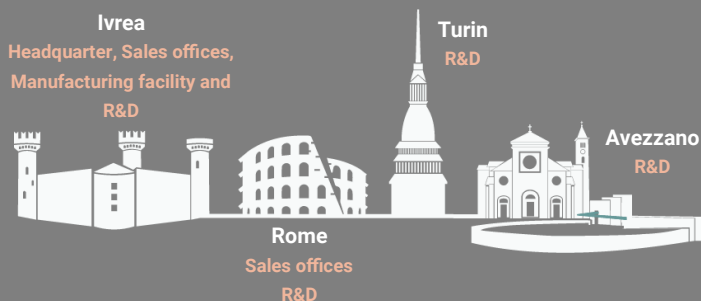 Ivrea
Headquarter, Sales offices,
Manufacturing facility and
R&D
Turin
R&D
Avezzano
R&D
Rome
Sales offices
R&D